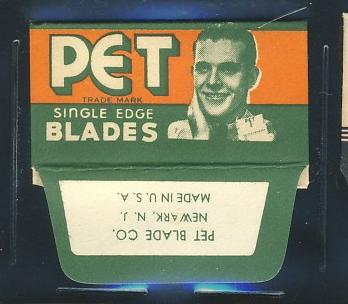 PET
TRADE MARK
SINGLE EDGE
BLADES
PET BLADE CO.
NEWARK, N. J.
MADE IN U. S. A.